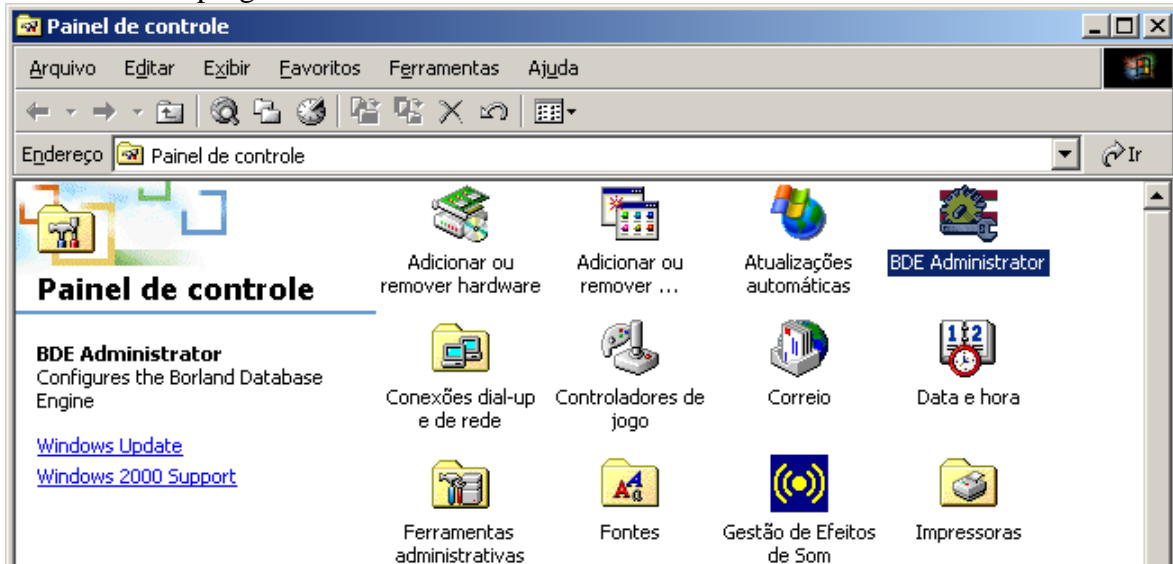 Painel de controle
Arquivo Editar Exibir Favoritos Ferramentas Ajuda
Endereço Painel de controle Ir
Painel de controle
BDE Administrator
Configures the Borland Database
Engine
Windows Update
Windows 2000 Support
Adicionar ou
remover hardware
Adicionar ou
remover ...
Atualizações
automáticas
BDE Administrator
Conexões dial-up
e de rede
Controladores de
jogo
Correio
Data e hora
Ferramentas
administrativas
Fontes
Gestão de Efeitos
de Som
Impressoras